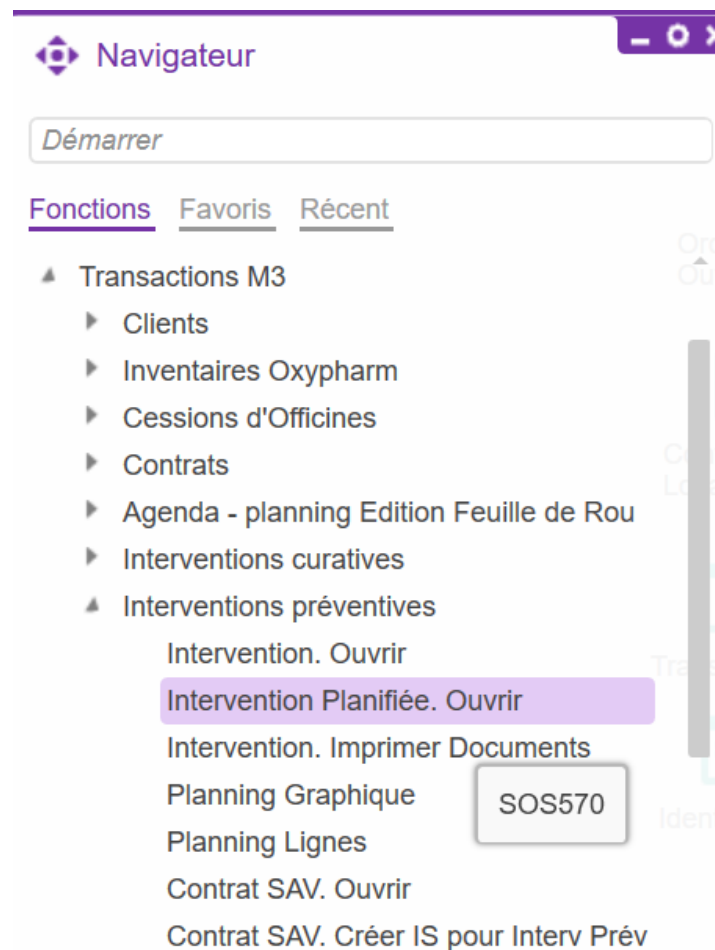 Navigateur
Démarrer
Fonctions Favoris Récent
Transactions M3
Clients
Inventaires Oxypharm
Cessions d'Officines
Contrats
Agenda - planning Edition Feuille de Rou
Interventions curatives
Interventions préventives
Intervention. Ouvrir
Intervention Planifiée. Ouvrir
Intervention. Imprimer Documents
Planning Graphique
SOS570
Planning Lignes
Contrat SAV. Ouvrir
Contrat SAV. Créer IS pour Interv Prév